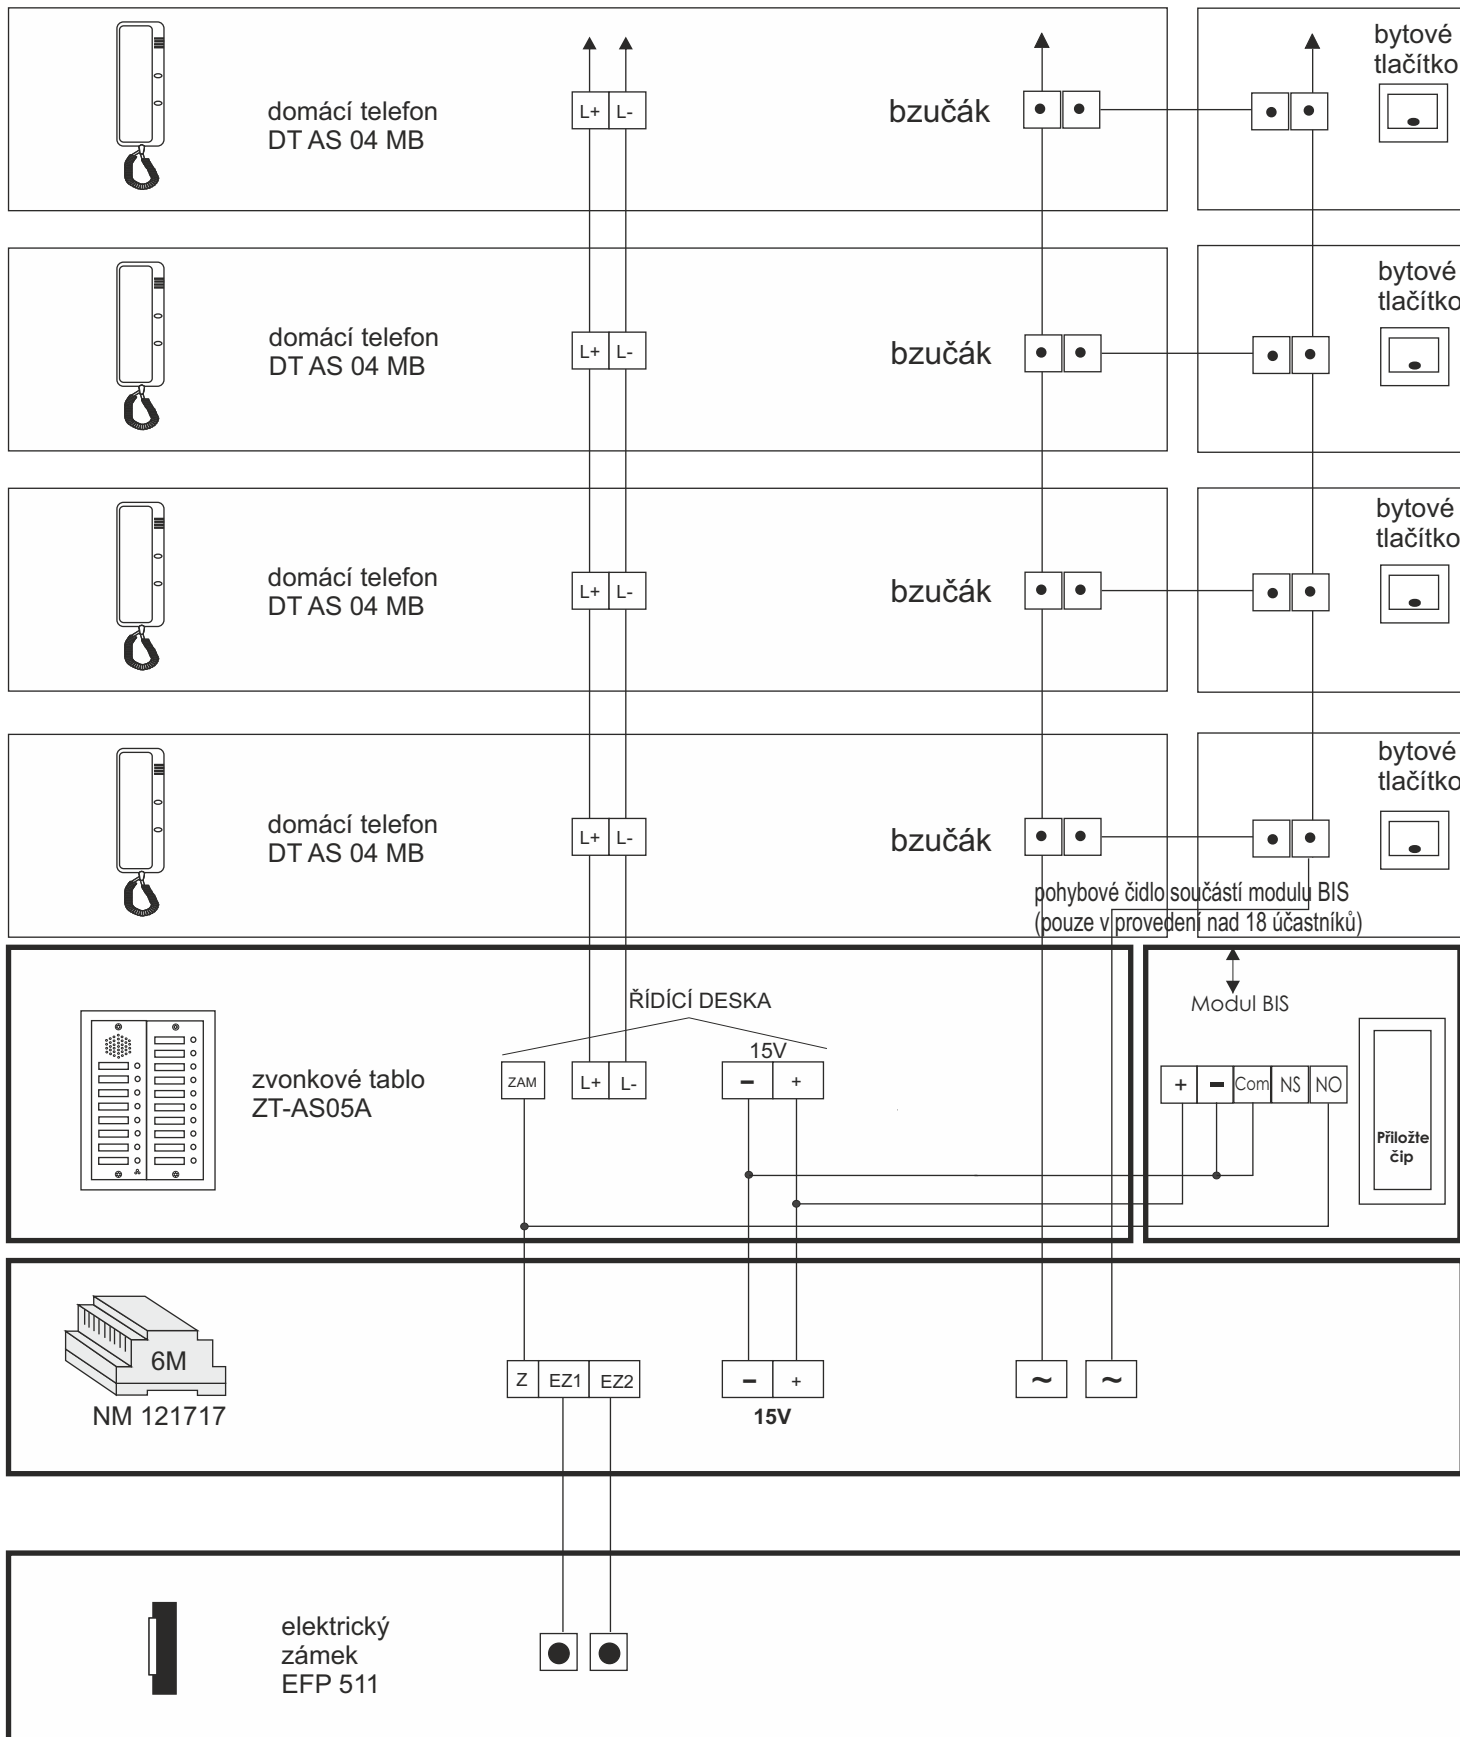 bytové
tlačítko
domácí telefon
DT AS 04 MB
L+ L-
bzučák
bytové
tlačítko
domácí telefon
DT AS 04 MB
L+ L-
bzučák
bytové
tlačítko
domácí telefon
DT AS 04 MB
L+ L-
bzučák
bytové
tlačítko
domácí telefon
DT AS 04 MB
L+ L-
bzučák
pohybové čidlo součástí modulu BIS
(pouze v provedení nad 18 účastníků)
ŘÍDÍCÍ DESKA
Modul BIS
15V
zvonkové tablo
ZT-AS05A
ZAM L+ L- − +
+ − Com NS NO
Přiložte
čip
6M
NM 121717
Z EZ1 EZ2 − + ~ ~
15V
elektrický
zámek
EFP 511